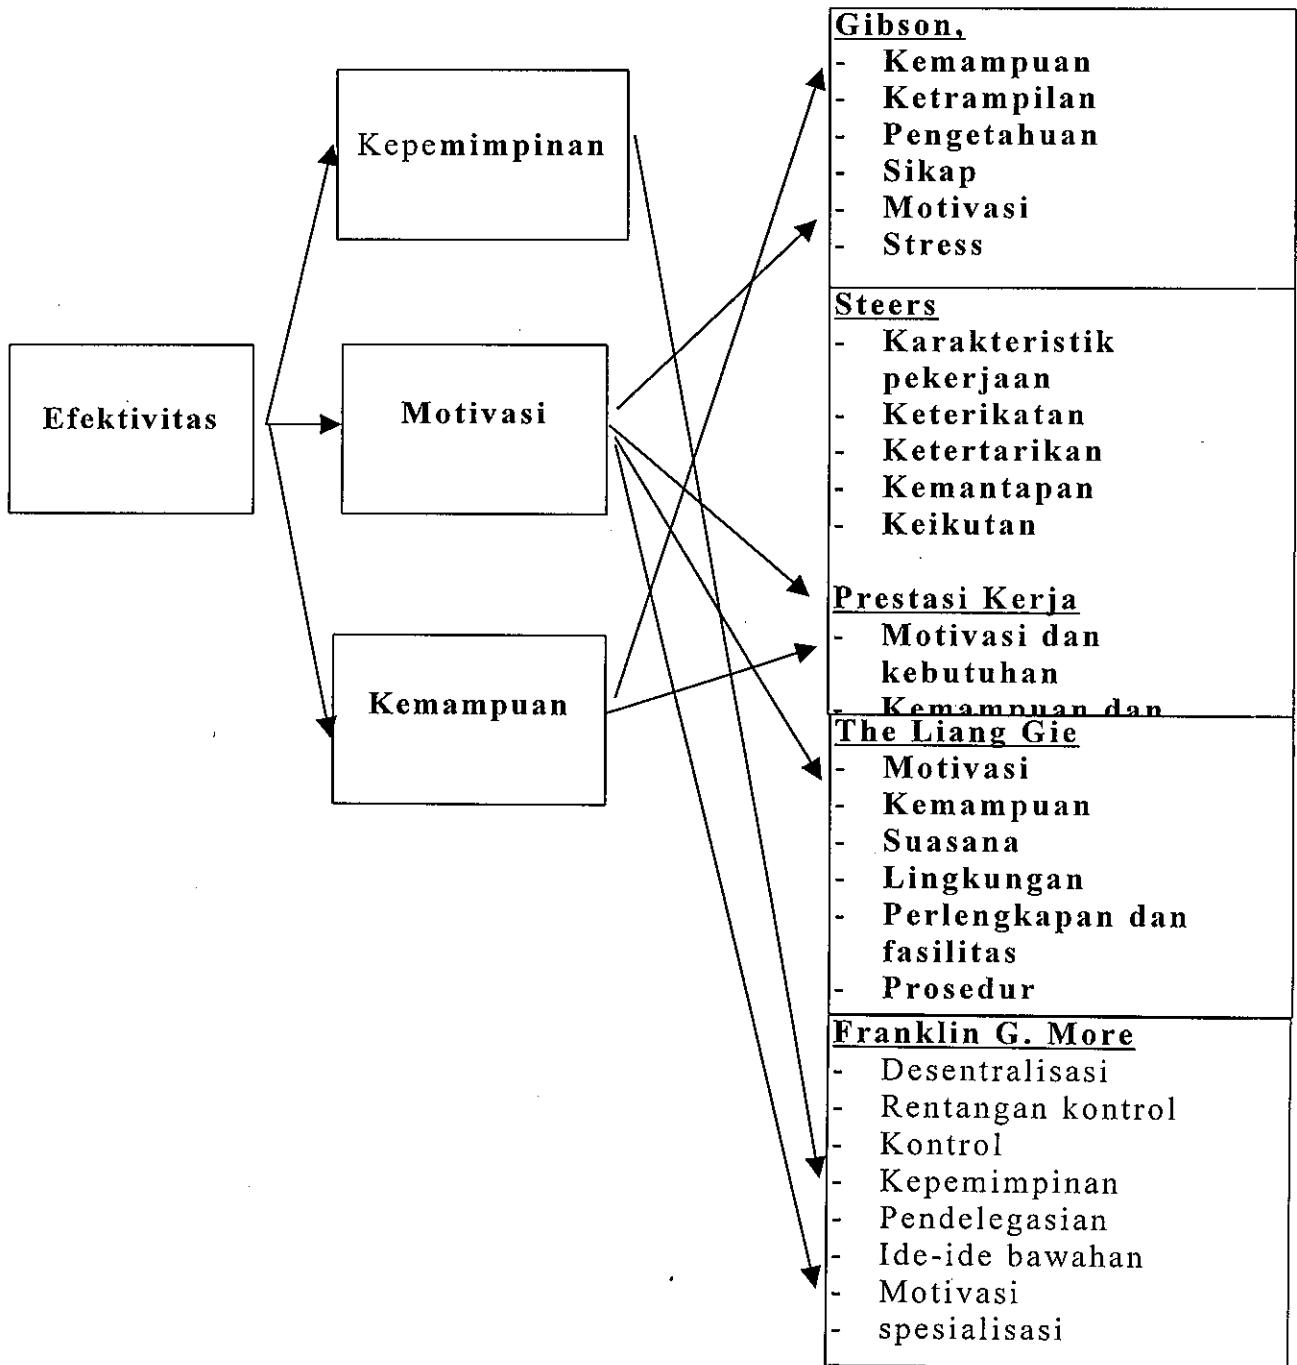 Efektivitas
Kepemimpinan
Motivasi
Kemampuan
Gibson,
- Kemampuan
- Ketrampilan
- Pengetahuan
- Sikap
- Motivasi
- Stress
Steers
- Karakteristik
pekerjaan
- Keterikatan
- Ketertarikan
- Kemantapan
- Keikutan
Prestasi Kerja
- Motivasi dan
kebutuhan
- Kemampuan dan
The Liang Gie
- Motivasi
- Kemampuan
- Suasana
- Lingkungan
- Perlengkapan dan
fasilitas
- Prosedur
Franklin G. More
- Desentralisasi
- Rentangan kontrol
- Kontrol
- Kepemimpinan
- Pendelegasian
- Ide-ide bawahan
- Motivasi
- spesialisasi